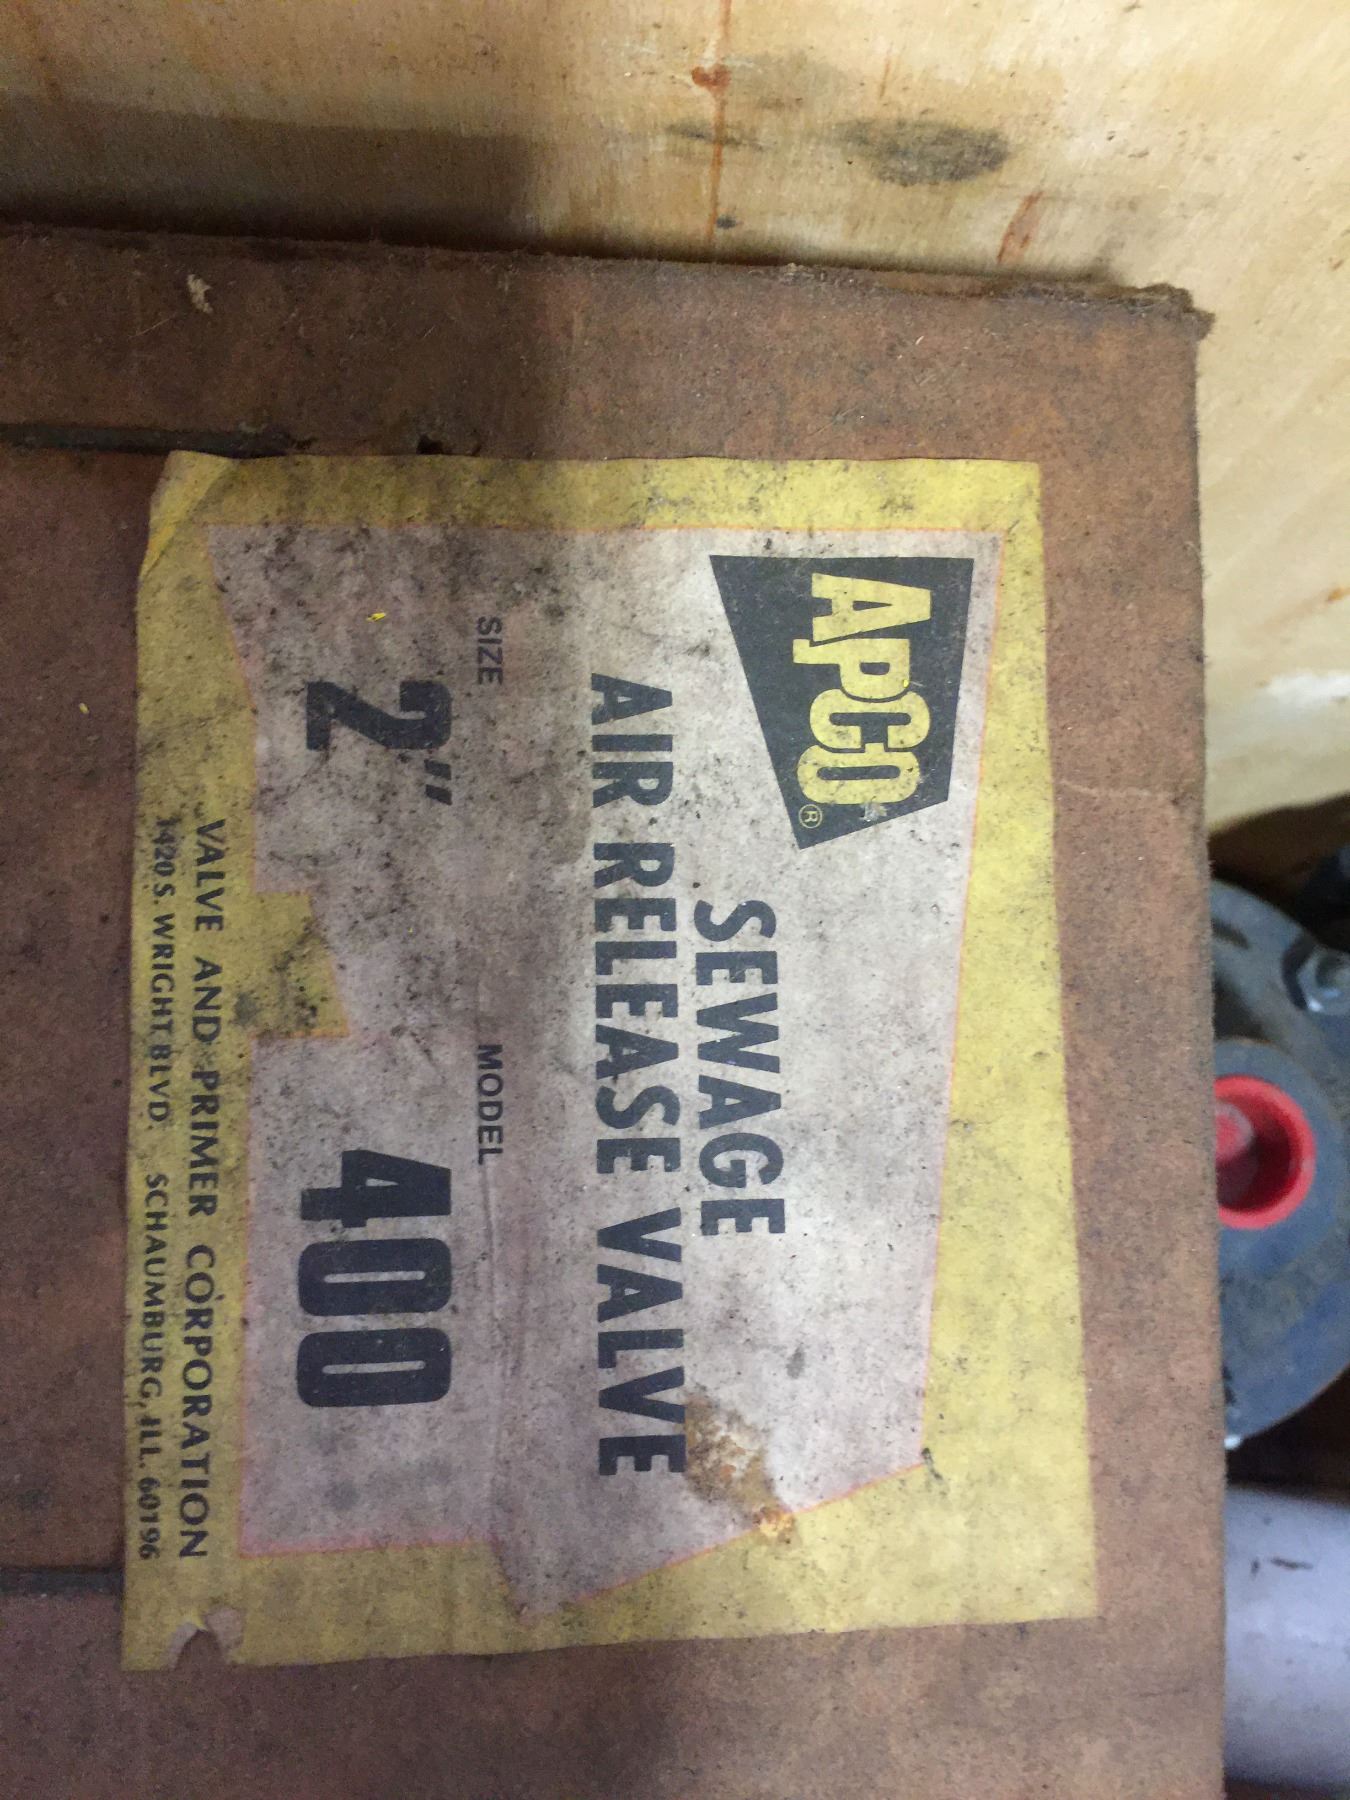 APCO®
SEWAGE
AIR RELEASE VALVE
SIZE MODEL
2" 400
VALVE AND PRIMER CORPORATION
1420 S. WRIGHT BLVD. SCHAUMBURG, ILL. 60196